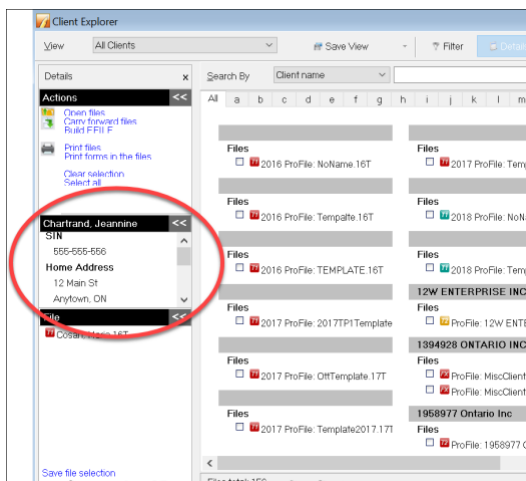 Client Explorer
View All Clients Save View Filter Details
Details x Search By Client name
Actions << All a b c d e f g h i j k l m
Open files
Carry forward files
Build EFILE
Print files
Print forms in the files
Clear selection
Select all
Chartrand, Jeannine <<
SIN
555-555-556
Home Address
12 Main St
Anytown, ON
File <<
Save file selection
Files
2016 ProFile: NoName.16T
Files
2016 ProFile: Tempalte.16T
Files
2016 ProFile: TEMPLATE.16T
Files
2017 ProFile: 2017TP1Template
Files
2017 ProFile: OttTemplate.17T
Files
2017 ProFile: Template2017.17T
Files
2017 ProFile: Temp
Files
2018 ProFile: NoNa
Files
2018 ProFile: Temp
12W ENTERPRISE INC
Files
ProFile: 12W ENTE
1394928 ONTARIO INC
Files
ProFile: MiscClient
ProFile: MiscClient
1958977 Ontario Inc
Files
ProFile: 1958977 O